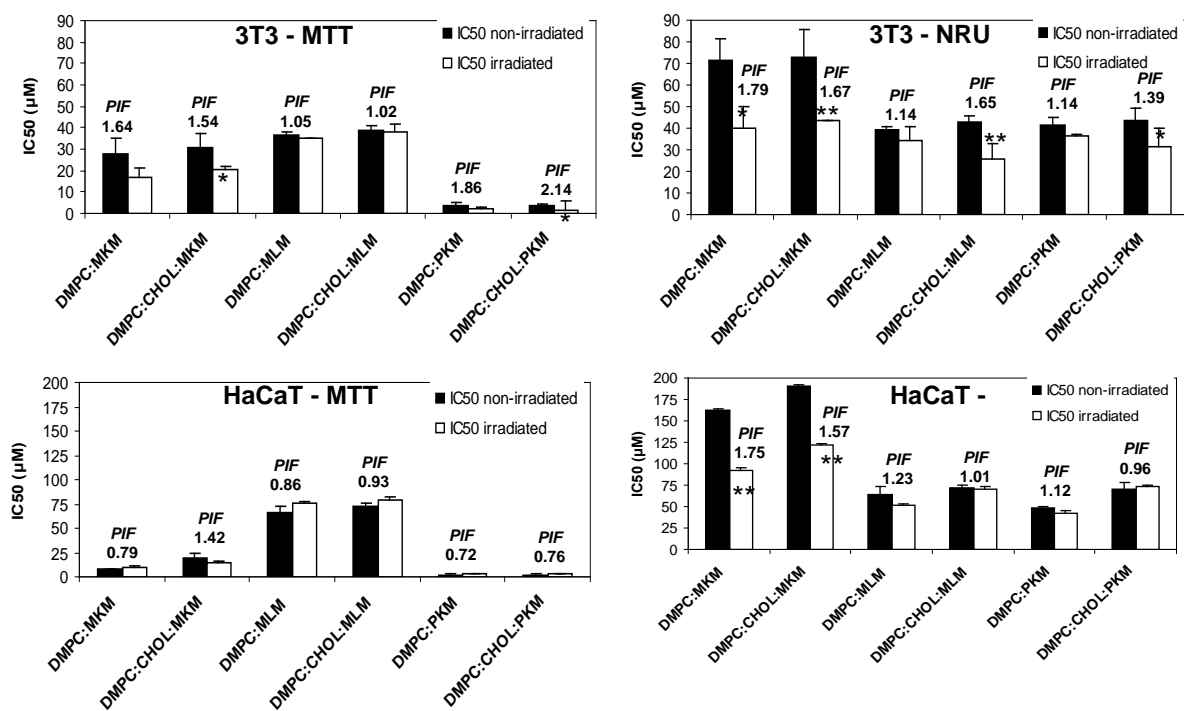 3T3 - MTT
IC50 non-irradiated
IC50 irradiated
IC50 (µM)
90
80
70
60
50
40
30
20
10
0
PIF
1.64
PIF
1.54
*
PIF
1.05
PIF
1.02
PIF
1.86
PIF
2.14
*
DMPC:MKM
DMPC:CHOL:MKM
DMPC:MLM
DMPC:CHOL:MLM
DMPC:PKM
DMPC:CHOL:PKM
3T3 - NRU
IC50 non-irradiated
IC50 irradiated
IC50 (µM)
90
80
70
60
50
40
30
20
10
0
PIF
1.79
*
PIF
1.67
**
PIF
1.14
PIF
1.65
**
PIF
1.14
PIF
1.39
*
DMPC:MKM
DMPC:CHOL:MKM
DMPC:MLM
DMPC:CHOL:MLM
DMPC:PKM
DMPC:CHOL:PKM
HaCaT - MTT
IC50 non-irradiated
IC50 irradiated
IC50 (µM)
200
175
150
125
100
75
50
25
0
PIF
0.79
PIF
1.42
PIF
0.86
PIF
0.93
PIF
0.72
PIF
0.76
DMPC:MKM
DMPC:CHOL:MKM
DMPC:MLM
DMPC:CHOL:MLM
DMPC:PKM
DMPC:CHOL:PKM
HaCaT -
IC50 non-irradiated
IC50 irradiated
IC50 (µM)
200
175
150
125
100
75
50
25
0
PIF
1.75
**
PIF
1.57
**
PIF
1.23
PIF
1.01
PIF
1.12
PIF
0.96
DMPC:MKM
DMPC:CHOL:MKM
DMPC:MLM
DMPC:CHOL:MLM
DMPC:PKM
DMPC:CHOL:PKM